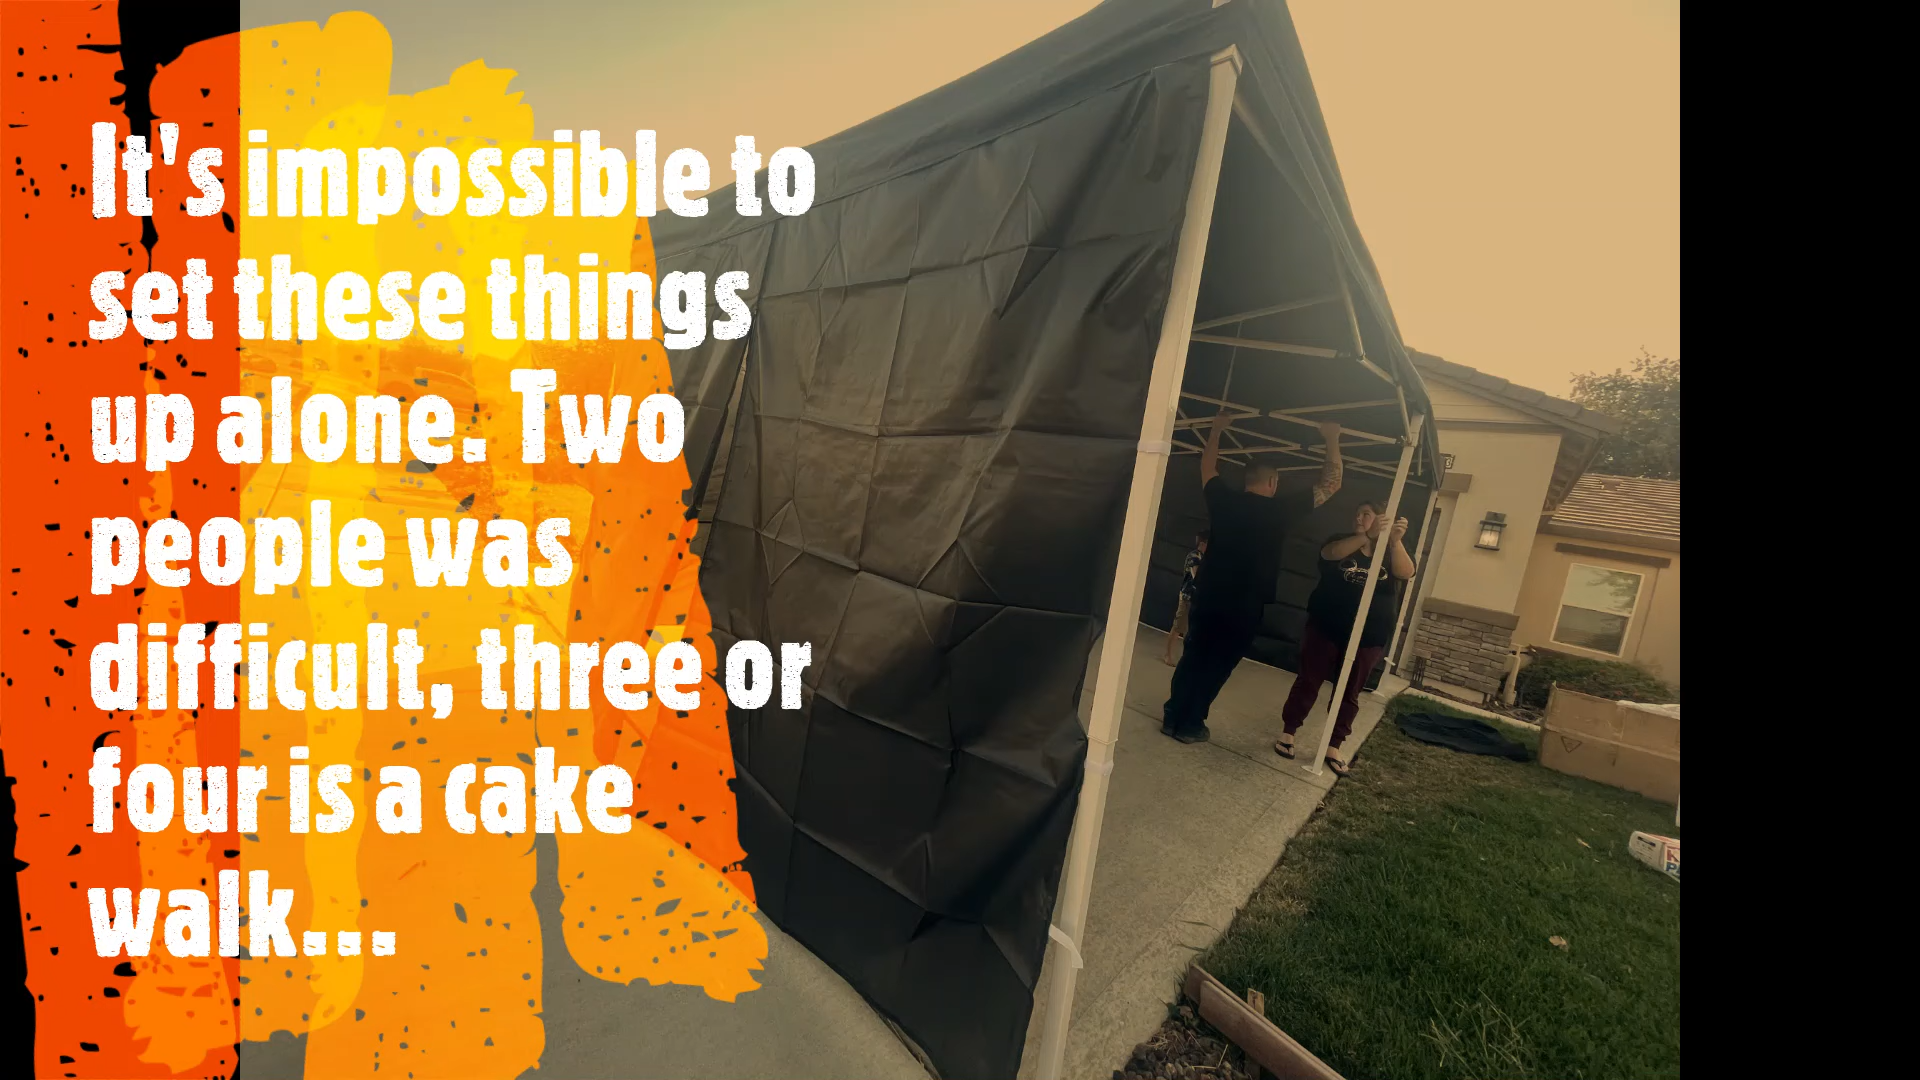 It's impossible to
set these things
up alone. Two
people was
difficult, three or
four is a cake
walk...